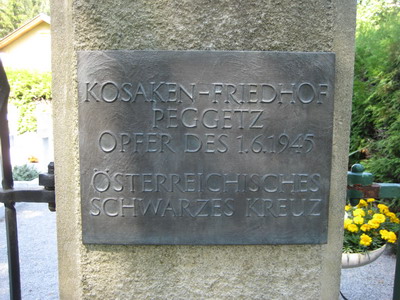 KOSAKEN-FRIEDHOF
PEGGETZ
OPFER DES 1.6.1945
ÖSTERREICHISCHES
SCHWARZES KREUZ